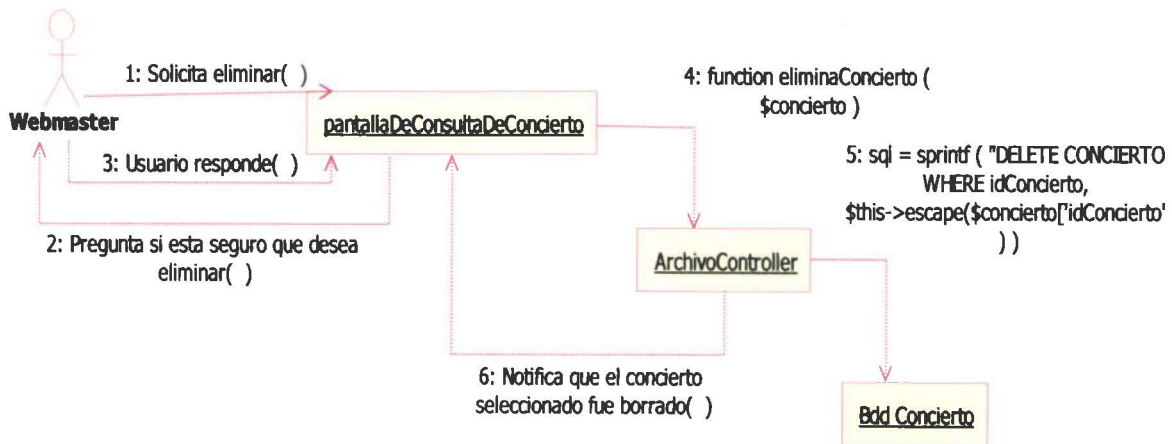 1: Solicita eliminar( )
Webmaster
pantallaDeConsultaDeConcierto
3: Usuario responde( )
2: Pregunta si esta seguro que desea
eliminar( )
4: function eliminaConcierto (
$concierto )
5: sql = sprintf ( "DELETE CONCIERTO
WHERE idConcierto,
$this->escape($concierto['idConcierto'
) )
ArchivoController
6: Notifica que el concierto
seleccionado fue borrado( )
Bdd Concierto